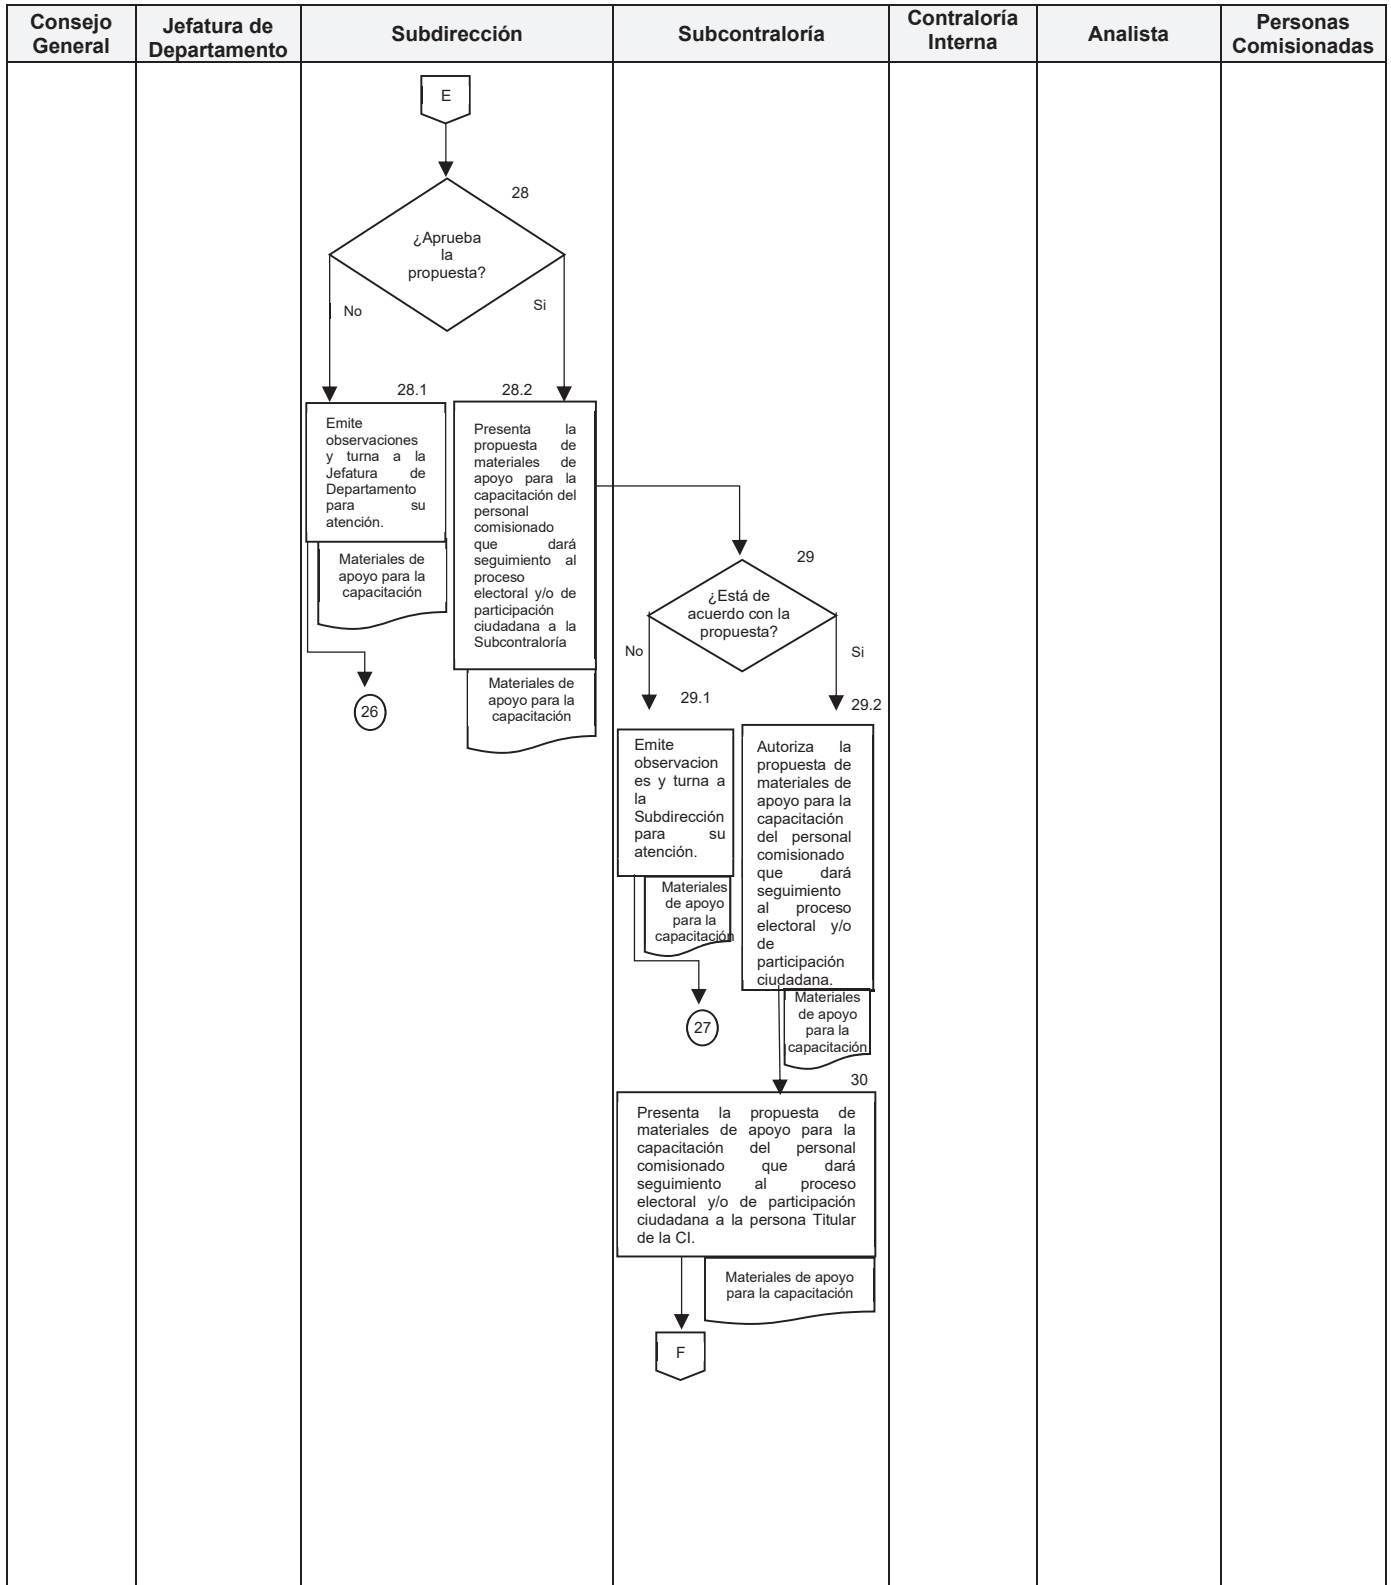 Consejo
General
Jefatura de
Departamento
Subdirección
Subcontraloría
Contraloría
Interna
Analista
Personas
Comisionadas
E
28
¿Aprueba
la
propuesta?
No
Si
28.1
Emite
observaciones
y turna a la
Jefatura de
Departamento
para su
atención.
Materiales de
apoyo para la
capacitación
26
28.2
Presenta la
propuesta de
materiales de
apoyo para la
capacitación del
personal
comisionado
que dará
seguimiento al
proceso
electoral y/o de
participación
ciudadana a la
Subcontraloría
Materiales de
apoyo para la
capacitación
29
¿Está de
acuerdo con la
propuesta?
No
Si
29.1
Emite
observacion
es y turna a
la
Subdirección
para su
atención.
Materiales
de apoyo
para la
capacitación
27
29.2
Autoriza la
propuesta de
materiales de
apoyo para la
capacitación
del personal
comisionado
que dará
seguimiento
al proceso
electoral y/o
de
participación
ciudadana.
Materiales
de apoyo
para la
capacitación
30
Presenta la propuesta de
materiales de apoyo para la
capacitación del personal
comisionado que dará
seguimiento al proceso
electoral y/o de participación
ciudadana a la persona Titular
de la CI.
Materiales de apoyo
para la capacitación
F